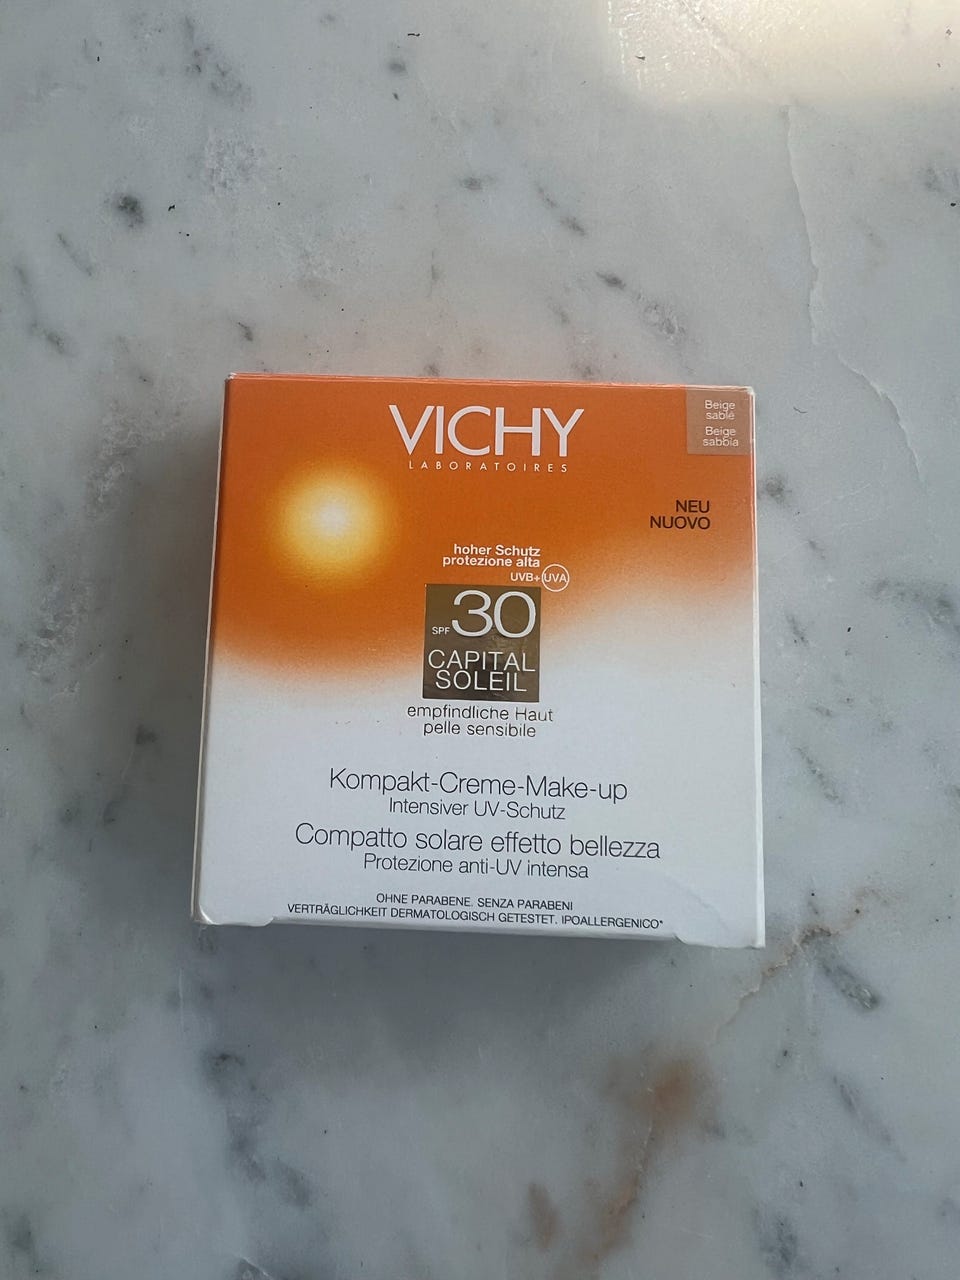 VICHY
LABORATOIRES
Beige
sablé
Beige
sabbia
NEU
NUOVO
hoher Schutz
protezione alta
UVB+ UVA
SPF 30
CAPITAL
SOLEIL
empfindliche Haut
pelle sensibile
Kompakt-Creme-Make-up
Intensiver UV-Schutz
Compatto solare effetto bellezza
Protezione anti-UV intensa
OHNE PARABENE. SENZA PARABENI
VERTRÄGLICHKEIT DERMATOLOGISCH GETESTET. IPOALLERGENICO*